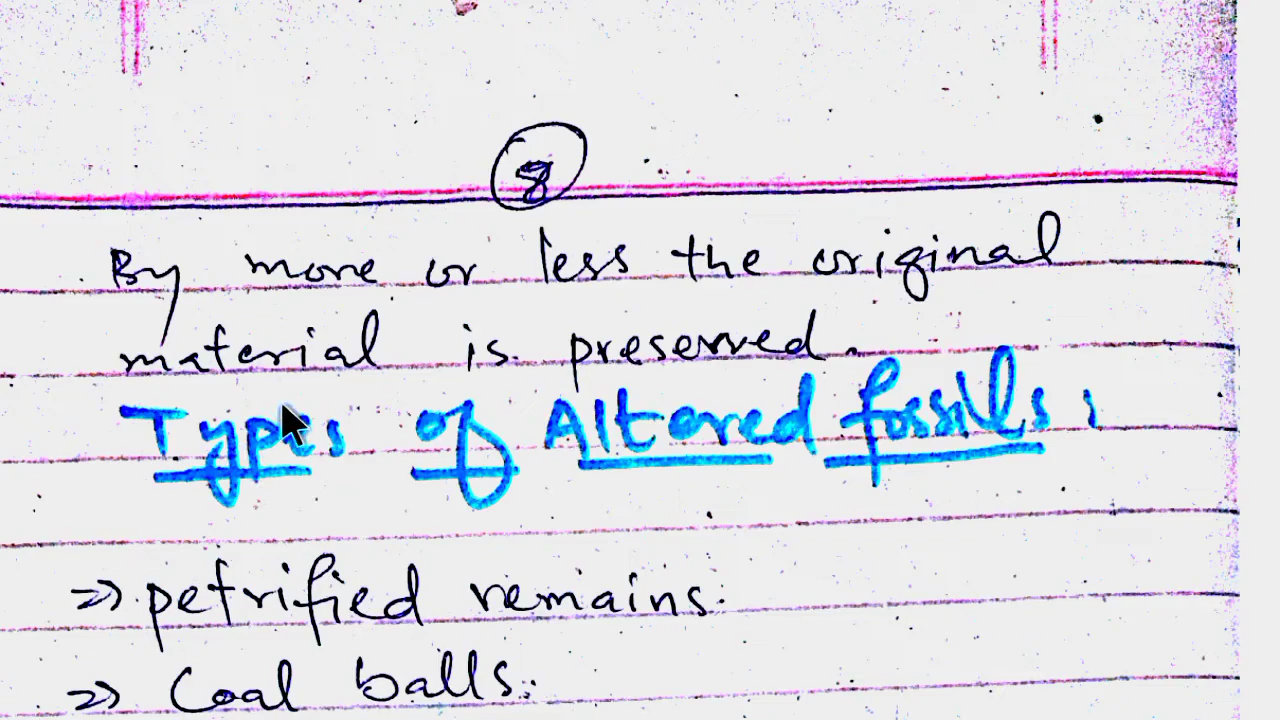 8
By more or less the original
material is preserved.
Types of Altered fossils:
=> petrified remains.
=> Coal balls.